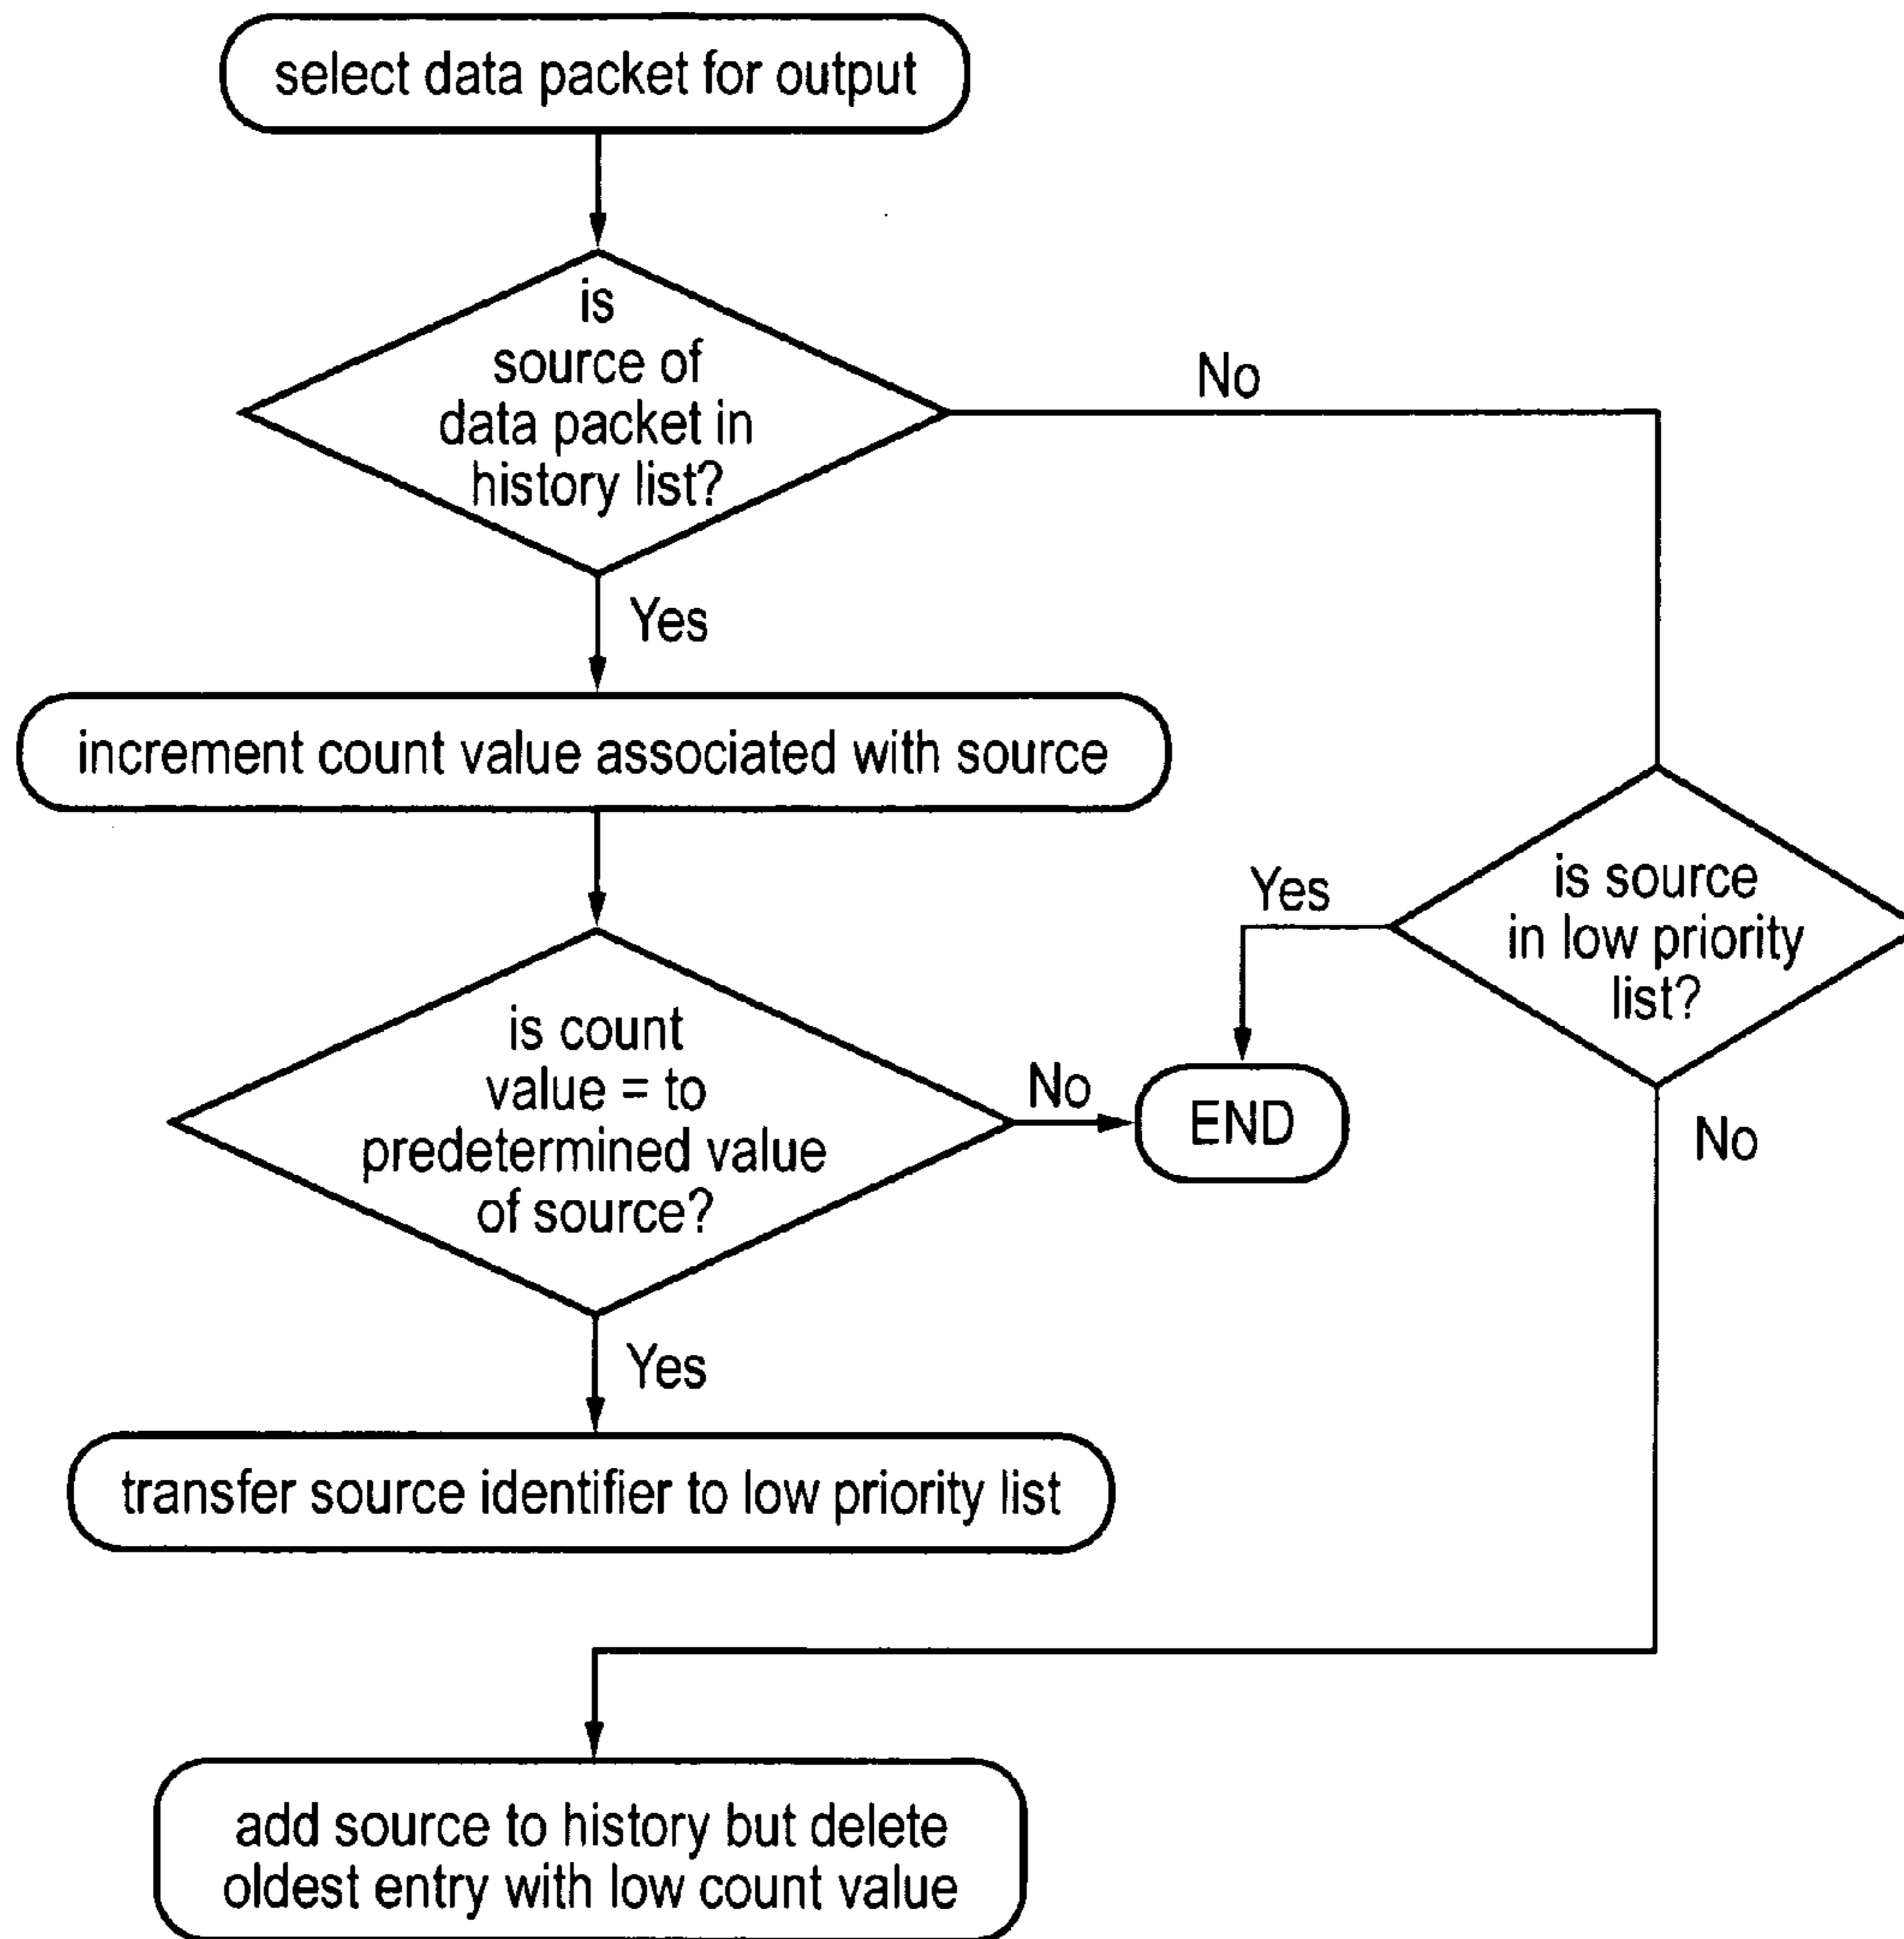 select data packet for output
is
source of
data packet in
history list?
No
Yes
increment count value associated with source
is source
in low priority
list?
Yes
No
is count
value = to
predetermined value
of source?
No
END
Yes
transfer source identifier to low priority list
add source to history but delete
oldest entry with low count value